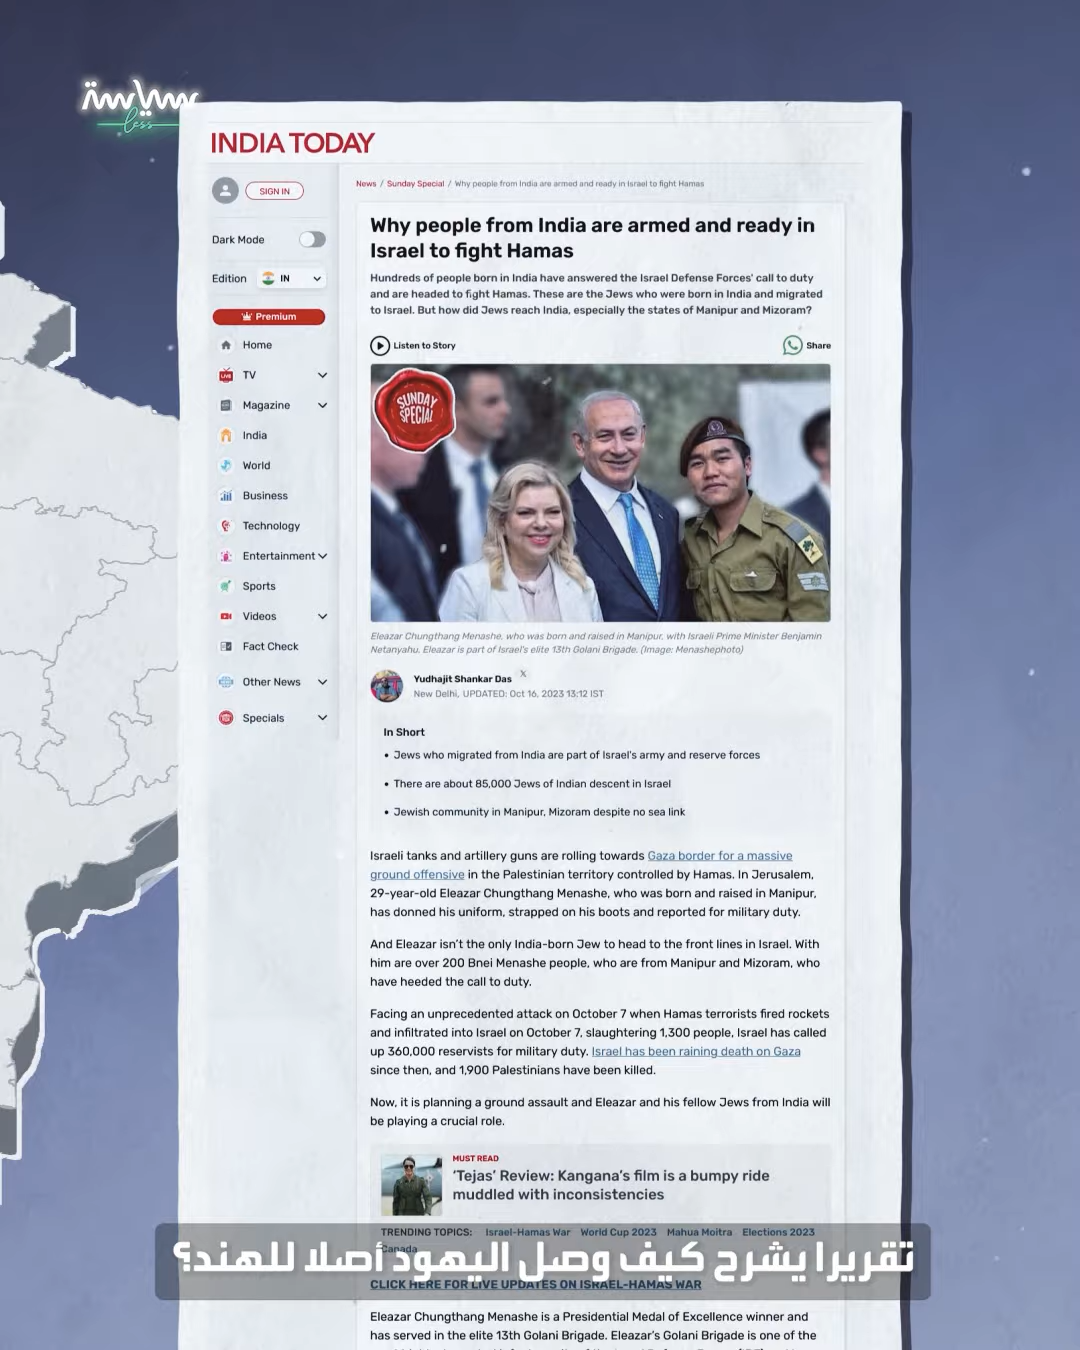 سياسة
less
INDIA TODAY
SIGN IN
Dark Mode
Edition IN
Premium
Home
LIVE TV
Magazine
India
World
Business
Technology
Entertainment
Sports
Videos
Fact Check
Other News
Specials
News / Sunday Special / Why people from India are armed and ready in Israel to fight Hamas
Why people from India are armed and ready in
Israel to fight Hamas
Hundreds of people born in India have answered the Israel Defense Forces' call to duty
and are headed to fight Hamas. These are the Jews who were born in India and migrated
to Israel. But how did Jews reach India, especially the states of Manipur and Mizoram?
Listen to Story
Share
SUNDAY
SPECIAL
Eleazar Chungthang Menashe, who was born and raised in Manipur, with Israeli Prime Minister Benjamin
Netanyahu. Eleazar is part of Israel's elite 13th Golani Brigade. (Image: Menashephoto)
Yudhajit Shankar Das X
New Delhi, UPDATED: Oct 16, 2023 13:12 IST
In Short
• Jews who migrated from India are part of Israel's army and reserve forces
• There are about 85,000 Jews of Indian descent in Israel
• Jewish community in Manipur, Mizoram despite no sea link
Israeli tanks and artillery guns are rolling towards Gaza border for a massive
ground offensive in the Palestinian territory controlled by Hamas. In Jerusalem,
29-year-old Eleazar Chungthang Menashe, who was born and raised in Manipur,
has donned his uniform, strapped on his boots and reported for military duty.
And Eleazar isn't the only India-born Jew to head to the front lines in Israel. With
him are over 200 Bnei Menashe people, who are from Manipur and Mizoram, who
have heeded the call to duty.
Facing an unprecedented attack on October 7 when Hamas terrorists fired rockets
and infiltrated into Israel on October 7, slaughtering 1,300 people, Israel has called
up 360,000 reservists for military duty. Israel has been raining death on Gaza
since then, and 1,900 Palestinians have been killed.
Now, it is planning a ground assault and Eleazar and his fellow Jews from India will
be playing a crucial role.
MUST READ
'Tejas' Review: Kangana's film is a bumpy ride
muddled with inconsistencies
TRENDING TOPICS: Israel-Hamas War World Cup 2023 Mahua Moitra Elections 2023
Canada
تقريرا يشرح كيف وصل اليهود أصلا للهند؟
CLICK HERE FOR LIVE UPDATES ON ISRAEL-HAMAS WAR
Eleazar Chungthang Menashe is a Presidential Medal of Excellence winner and
has served in the elite 13th Golani Brigade. Eleazar's Golani Brigade is one of the